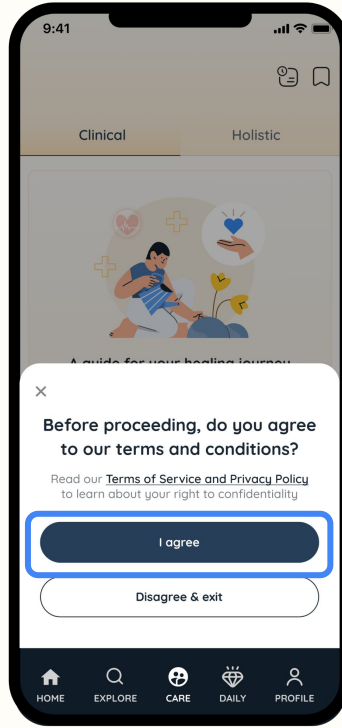 9:41
Clinical
Holistic
A guide for your healing journey
Before proceeding, do you agree
to our terms and conditions?
Read our Terms of Service and Privacy Policy
to learn about your right to confidentiality
I agree
Disagree & exit
HOME
EXPLORE
CARE
DAILY
PROFILE